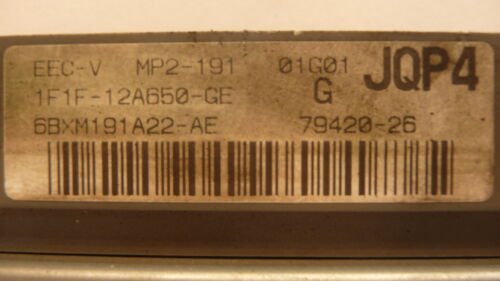 EEC-V MP2-191 01G01 JQP4
1F1F-12A650-GE G
6BXM191A22-AE 79420-26